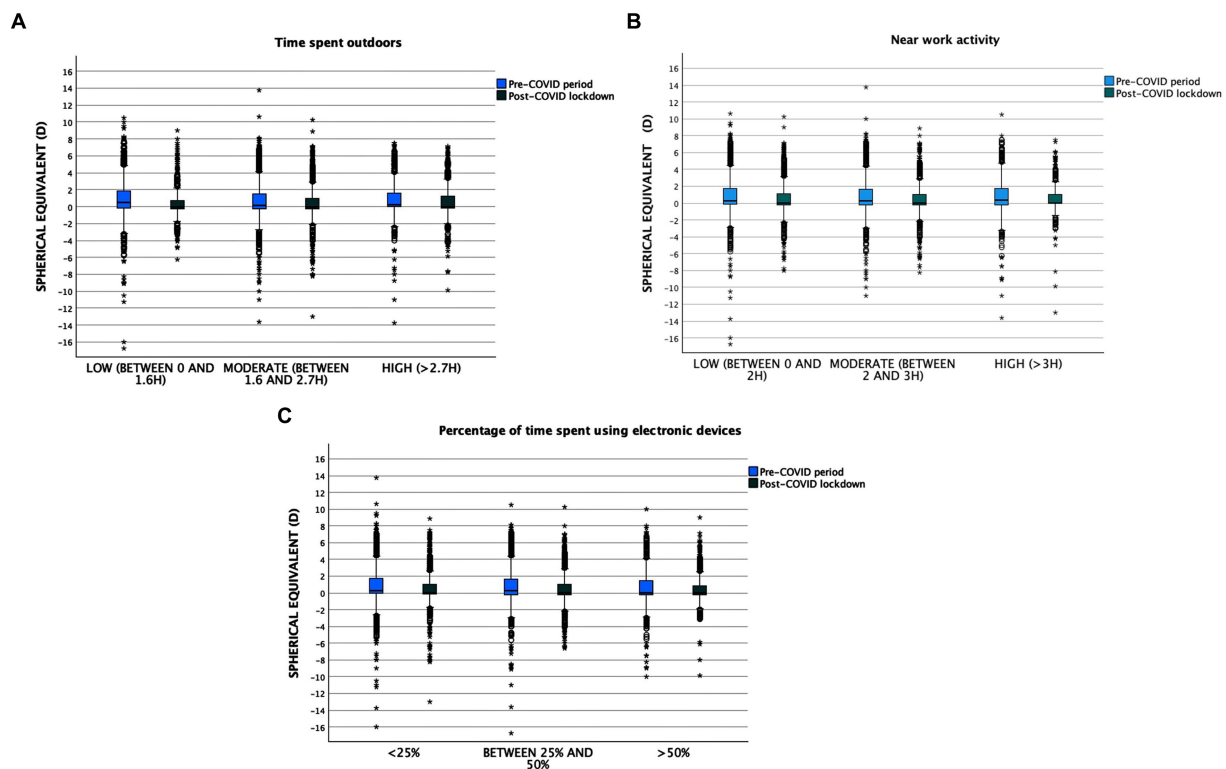 A
Time spent outdoors
Pre-COVID period
Post-COVID lockdown
SPHERICAL EQUIVALENT (D)
16
14
12
10
8
6
4
2
0
-2
-4
-6
-8
-10
-12
-14
-16
LOW (BETWEEN 0 AND
1.6H)
MODERATE (BETWEEN
1.6 AND 2.7H)
HIGH (>2.7H)
B
Near work activity
Pre-COVID period
Post-COVID lockdown
SPHERICAL EQUIVALENT (D)
16
14
12
10
8
6
4
2
0
-2
-4
-6
-8
-10
-12
-14
-16
LOW (BETWEEN 0 AND
2H)
MODERATE (BETWEEN
2 AND 3H)
HIGH (>3H)
C
Percentage of time spent using electronic devices
Pre-COVID period
Post-COVID lockdown
SPHERICAL EQUIVALENT (D)
16
14
12
10
8
6
4
2
0
-2
-4
-6
-8
-10
-12
-14
-16
<25%
BETWEEN 25% AND
50%
>50%